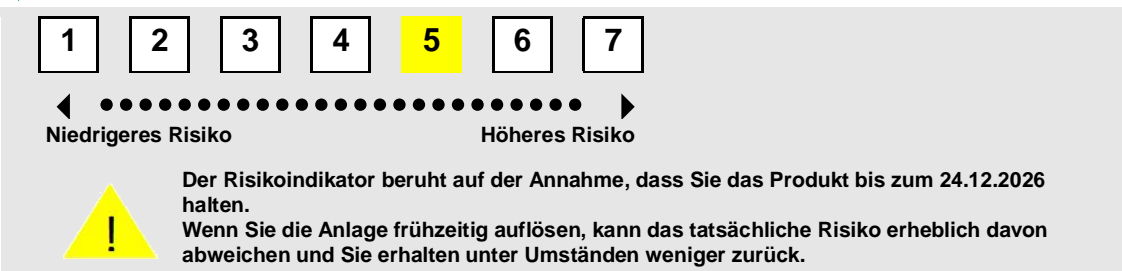 1 2 3 4 5 6 7
Niedrigeres Risiko Höheres Risiko
Der Risikoindikator beruht auf der Annahme, dass Sie das Produkt bis zum 24.12.2026
halten.
Wenn Sie die Anlage frühzeitig auflösen, kann das tatsächliche Risiko erheblich davon
abweichen und Sie erhalten unter Umständen weniger zurück.
!